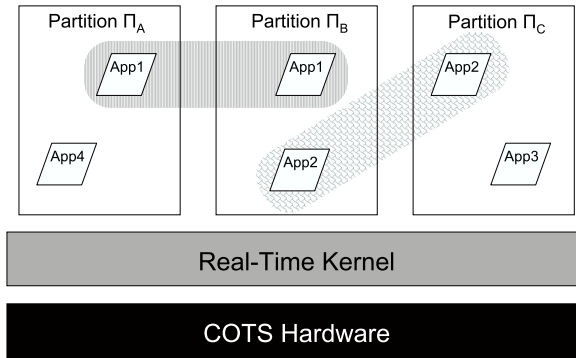 Partition Π_A
Partition Π_B
Partition Π_C
App1
App1
App2
App4
App2
App3
Real-Time Kernel
COTS Hardware